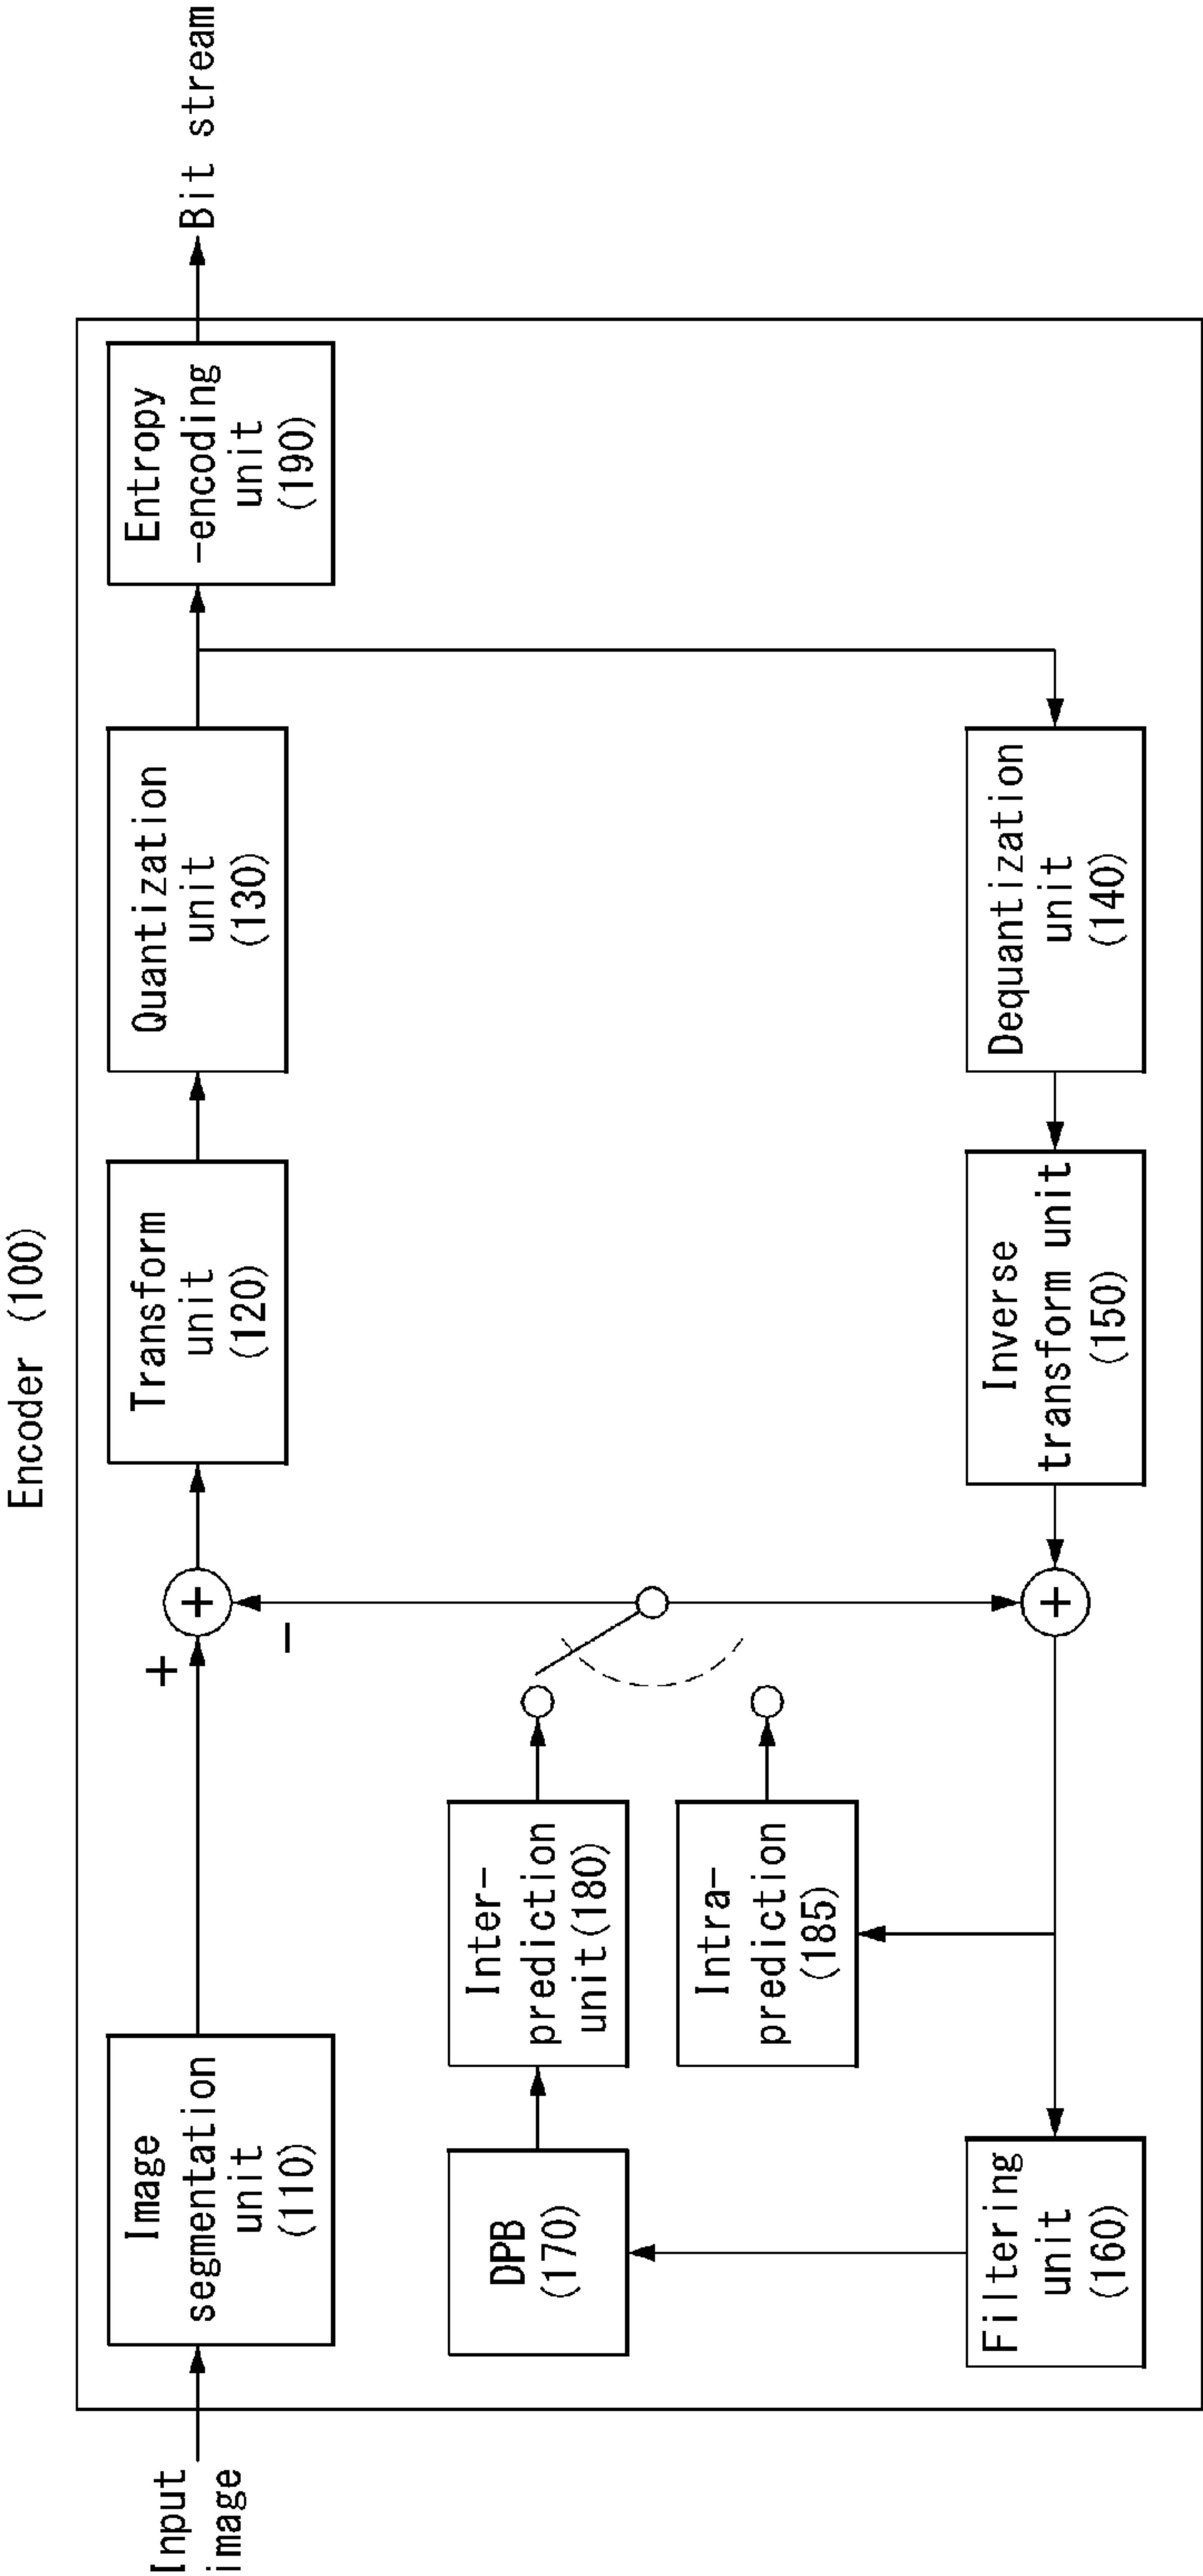 Encoder (100)
Input
image
Image
segmentation
unit
(110)
+
-
+
Transform
unit
(120)
Quantization
unit
(130)
Entropy
-encoding
unit
(190)
Bit stream
DPB
(170)
Inter-
prediction
unit(180)
Intra-
prediction
(185)
Filtering
unit
(160)
+
Inverse
transform unit
(150)
Dequantization
unit
(140)